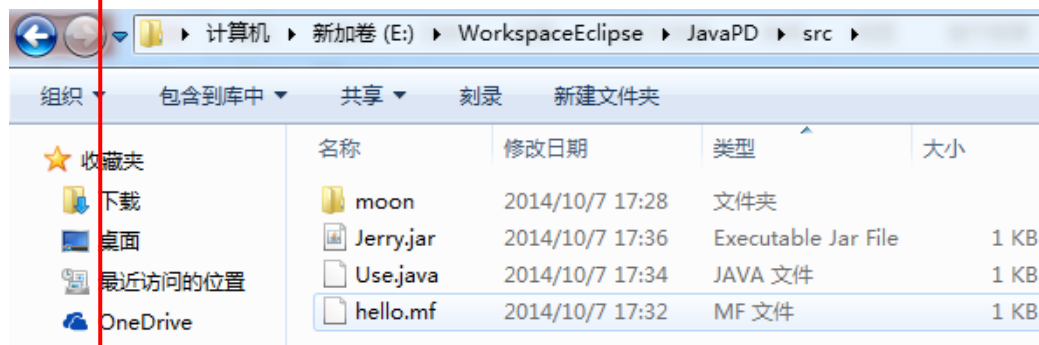 计算机 新加卷 (E:) WorkspaceEclipse JavaPD src
组织 包含到库中 共享 刻录 新建文件夹
收藏夹
下载
桌面
最近访问的位置
OneDrive
名称 修改日期 类型 大小
moon 2014/10/7 17:28 文件夹
Jerry.jar 2014/10/7 17:36 Executable Jar File 1 KB
Use.java 2014/10/7 17:34 JAVA 文件 1 KB
hello.mf 2014/10/7 17:32 MF 文件 1 KB